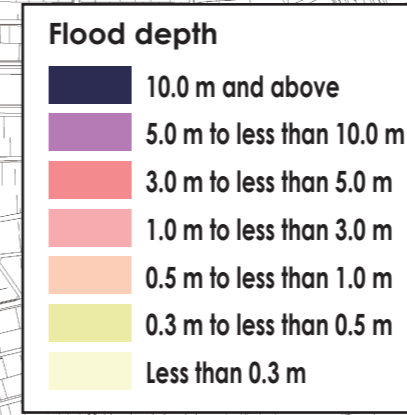 Flood depth
10.0 m and above
5.0 m to less than 10.0 m
3.0 m to less than 5.0 m
1.0 m to less than 3.0 m
0.5 m to less than 1.0 m
0.3 m to less than 0.5 m
Less than 0.3 m